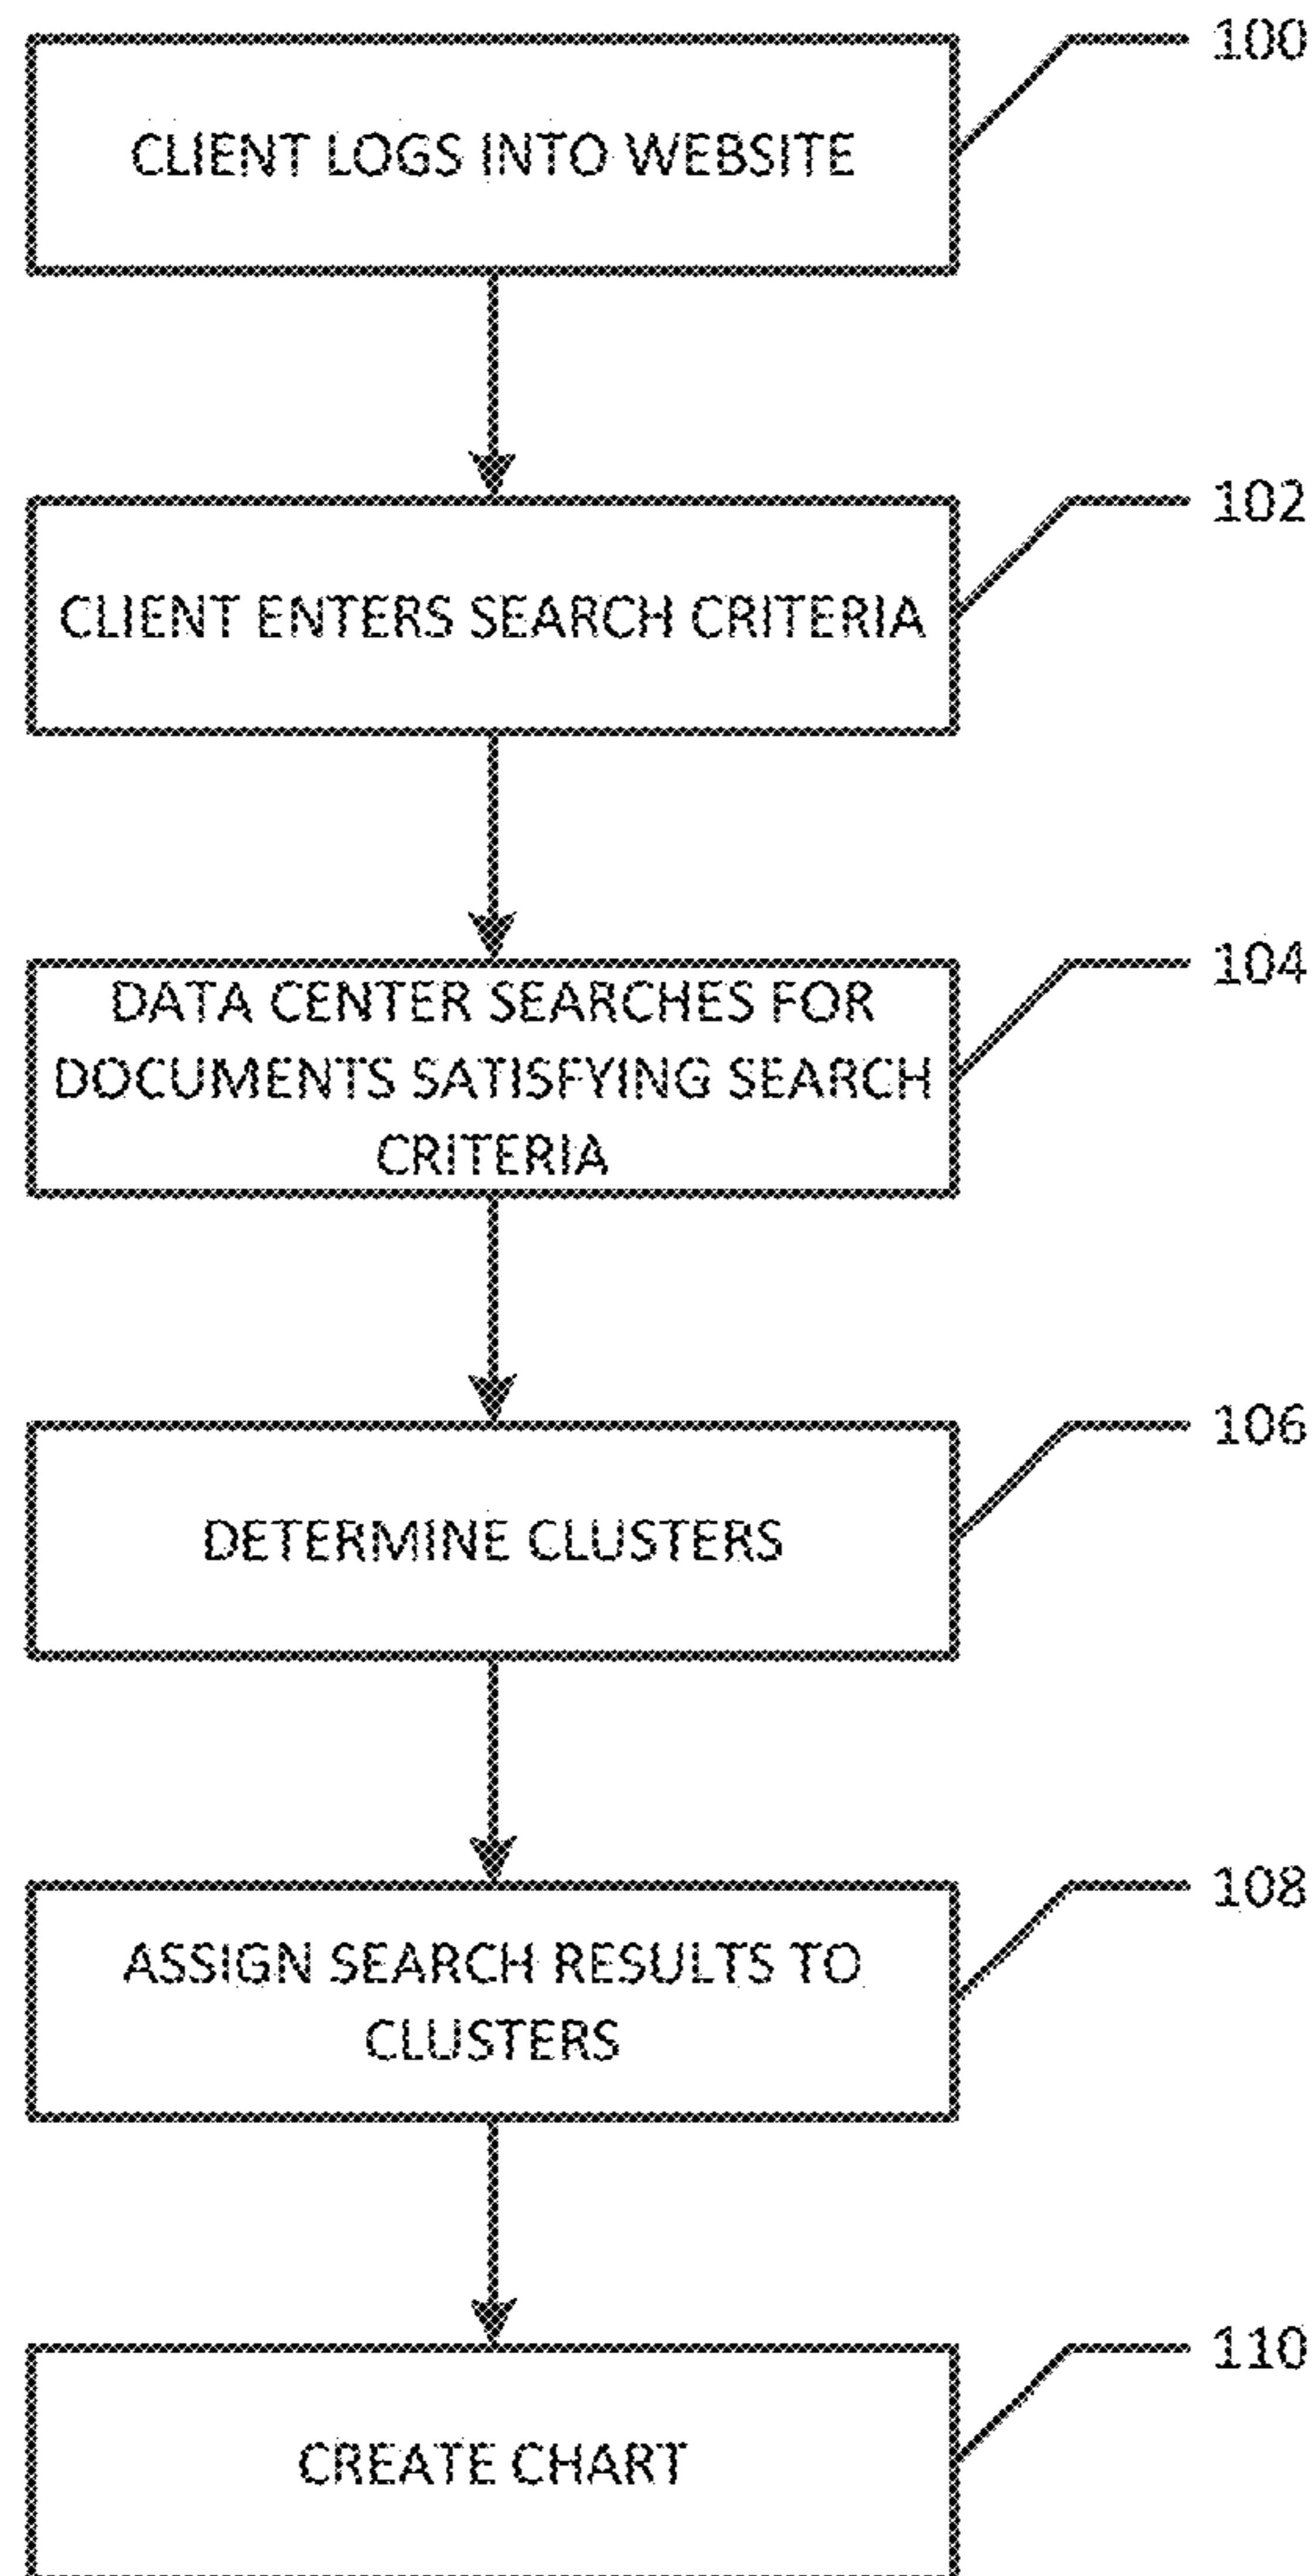 100
CLIENT LOGS INTO WEBSITE
102
CLIENT ENTERS SEARCH CRITERIA
104
DATA CENTER SEARCHES FOR
DOCUMENTS SATISFYING SEARCH
CRITERIA
106
DETERMINE CLUSTERS
108
ASSIGN SEARCH RESULTS TO
CLUSTERS
110
CREATE CHART